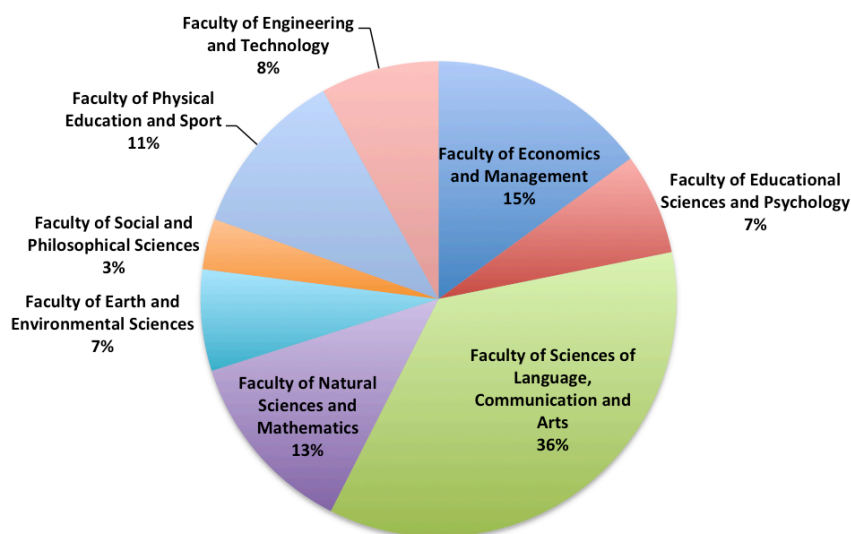 Faculty of Engineering
and Technology
8%
Faculty of Physical
Education and Sport
11%
Faculty of Economics
and Management
15%
Faculty of Educational
Sciences and Psychology
7%
Faculty of Social and
Philosophical Sciences
3%
Faculty of Earth and
Environmental Sciences
7%
Faculty of Natural
Sciences and
Mathematics
13%
Faculty of Sciences of
Language,
Communication and
Arts
36%